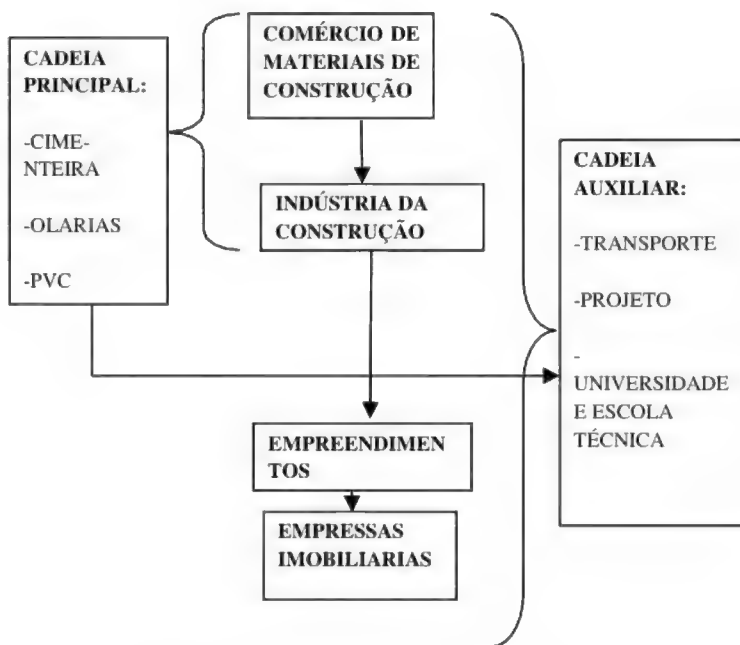 CADEIA
PRINCIPAL:
-CIME-
NTEIRA
-OLARIAS
-PVC
COMÉRCIO DE
MATERIAIS DE
CONSTRUÇÃO
INDÚSTRIA DA
CONSTRUÇÃO
EMPREENDIMEN
TOS
EMPRESSAS
IMOBILIARIAS
CADEIA
AUXILIAR:
-TRANSPORTE
-PROJETO
-
UNIVERSIDADE
E ESCOLA
TÉCNICA